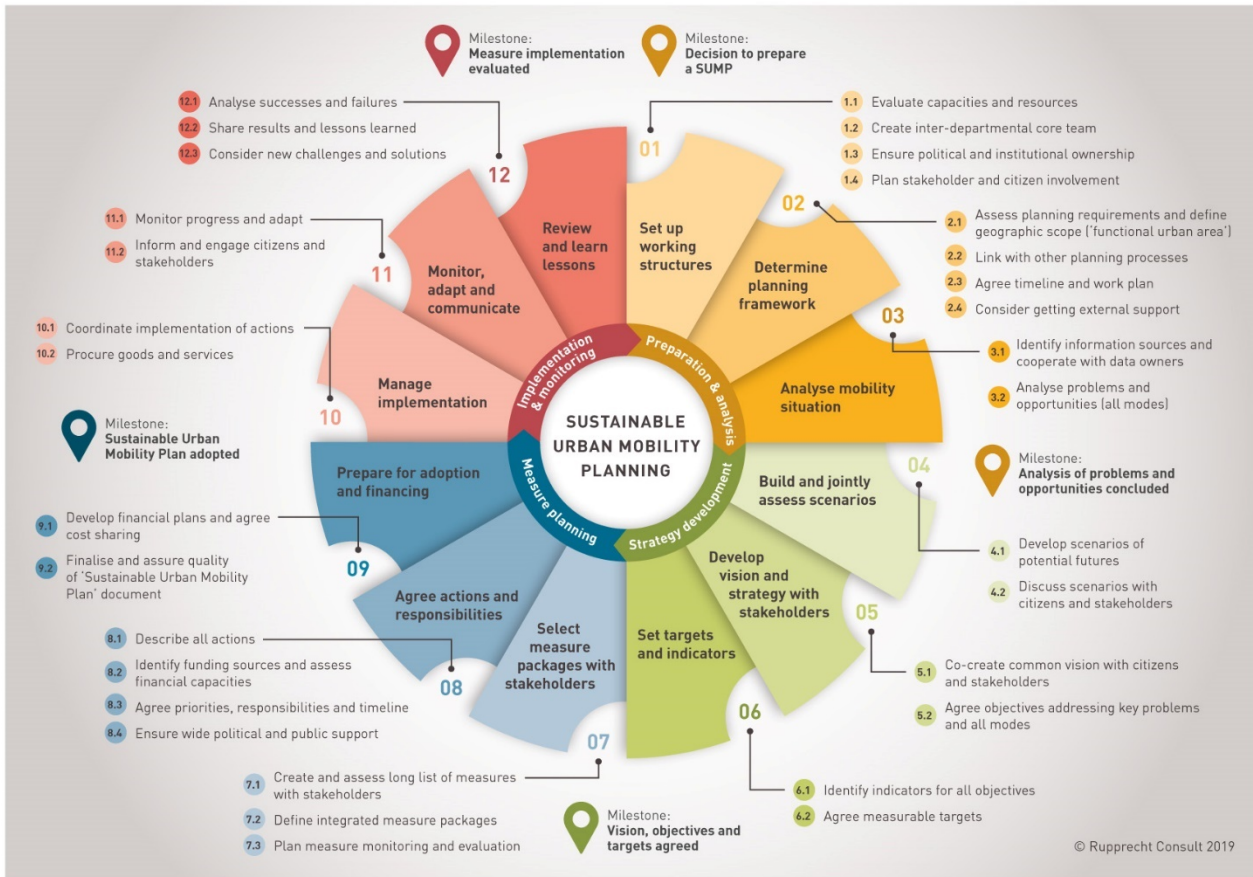 Milestone:
Measure implementation
evaluated
Milestone:
Decision to prepare
a SUMP
12.1 Analyse successes and failures
12.2 Share results and lessons learned
12.3 Consider new challenges and solutions
1.1 Evaluate capacities and resources
1.2 Create inter-departmental core team
1.3 Ensure political and institutional ownership
1.4 Plan stakeholder and citizen involvement
11.1 Monitor progress and adapt
11.2 Inform and engage citizens and
stakeholders
2.1 Assess planning requirements and define
geographic scope (‘functional urban area’)
2.2 Link with other planning processes
2.3 Agree timeline and work plan
2.4 Consider getting external support
10.1 Coordinate implementation of actions
10.2 Procure goods and services
3.1 Identify information sources and
cooperate with data owners
3.2 Analyse problems and
opportunities (all modes)
Milestone:
Sustainable Urban
Mobility Plan adopted
Milestone:
Analysis of problems and
opportunities concluded
01
Set up
working
structures
02
Determine
planning
framework
03
Analyse mobility
situation
04
Build and jointly
assess scenarios
05
Develop
vision and
strategy with
stakeholders
06
Set targets
and indicators
07
Select
measure
packages with
stakeholders
08
Agree actions and
responsibilities
09
Prepare for adoption
and financing
10
Manage
implementation
11
Monitor,
adapt and
communicate
12
Review
and learn
lessons
Preparation & analysis
Strategy development
Measure planning
Implementation
& monitoring
SUSTAINABLE
URBAN MOBILITY
PLANNING
9.1 Develop financial plans and agree
cost sharing
9.2 Finalise and assure quality
of ‘Sustainable Urban Mobility
Plan’ document
4.1 Develop scenarios of
potential futures
4.2 Discuss scenarios with
citizens and stakeholders
8.1 Describe all actions
8.2 Identify funding sources and assess
financial capacities
8.3 Agree priorities, responsibilities and timeline
8.4 Ensure wide political and public support
5.1 Co-create common vision with citizens
and stakeholders
5.2 Agree objectives addressing key problems
and all modes
7.1 Create and assess long list of measures
with stakeholders
7.2 Define integrated measure packages
7.3 Plan measure monitoring and evaluation
Milestone:
Vision, objectives and
targets agreed
6.1 Identify indicators for all objectives
6.2 Agree measurable targets
© Rupprecht Consult 2019